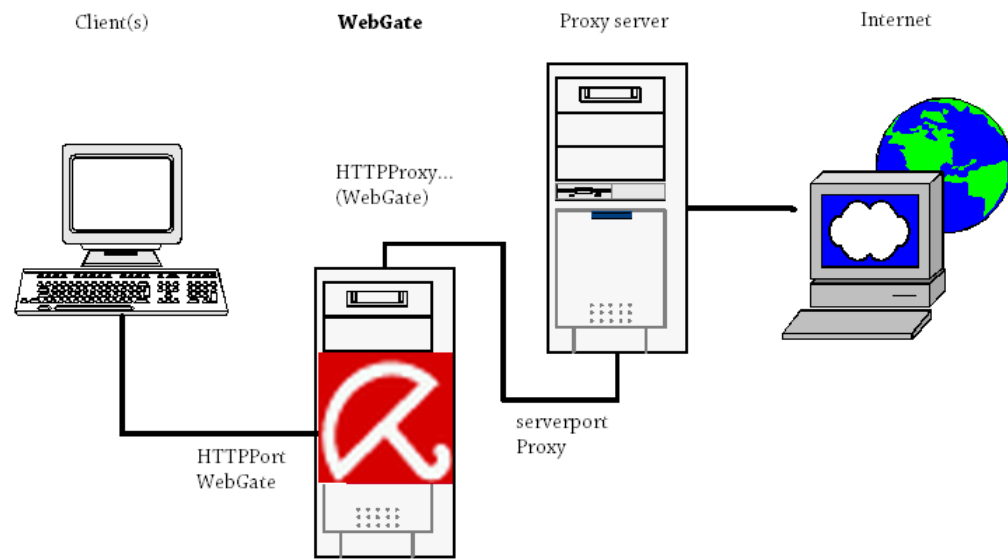 Client(s)
WebGate
Proxy server
Internet
HTTPProxy...
(WebGate)
serverport
Proxy
HTTPPort
WebGate